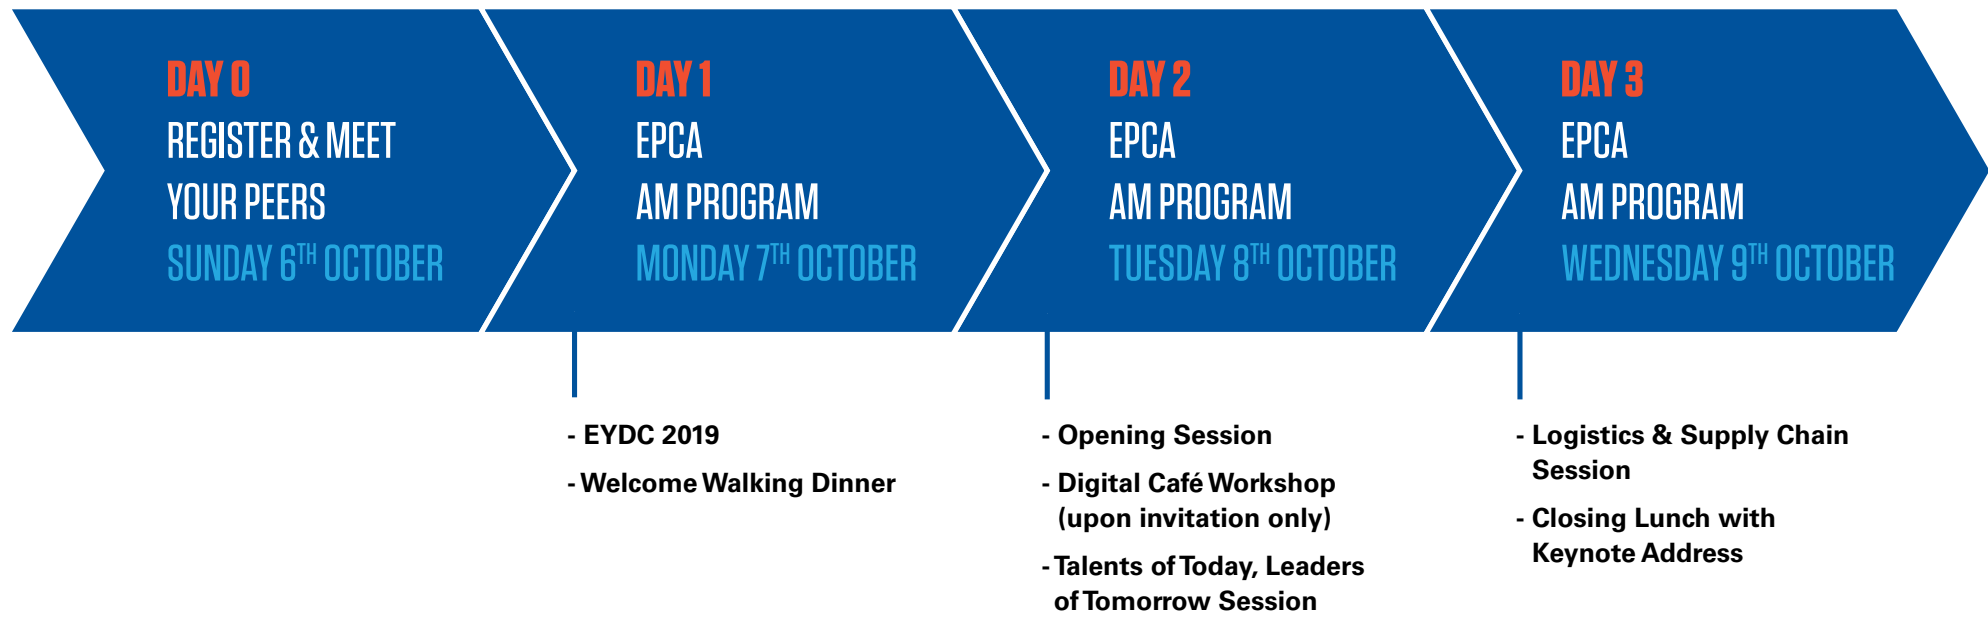 DAY 0
REGISTER & MEET
YOUR PEERS
SUNDAY 6TH OCTOBER
DAY 1
EPCA
AM PROGRAM
MONDAY 7TH OCTOBER
DAY 2
EPCA
AM PROGRAM
TUESDAY 8TH OCTOBER
DAY 3
EPCA
AM PROGRAM
WEDNESDAY 9TH OCTOBER
- EYDC 2019
- Welcome Walking Dinner
- Opening Session
- Digital Café Workshop
(upon invitation only)
- Talents of Today, Leaders
of Tomorrow Session
- Logistics & Supply Chain
Session
- Closing Lunch with
Keynote Address